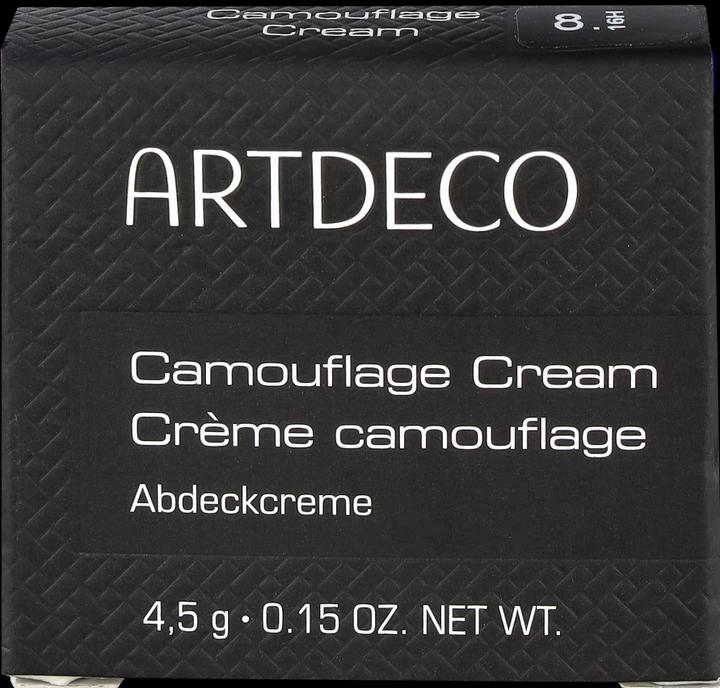 Camouflage
Cream
8.
16H
ARTDECO
Camouflage Cream
Crème camouflage
Abdeckcreme
4,5 g • 0.15 OZ. NET WT.